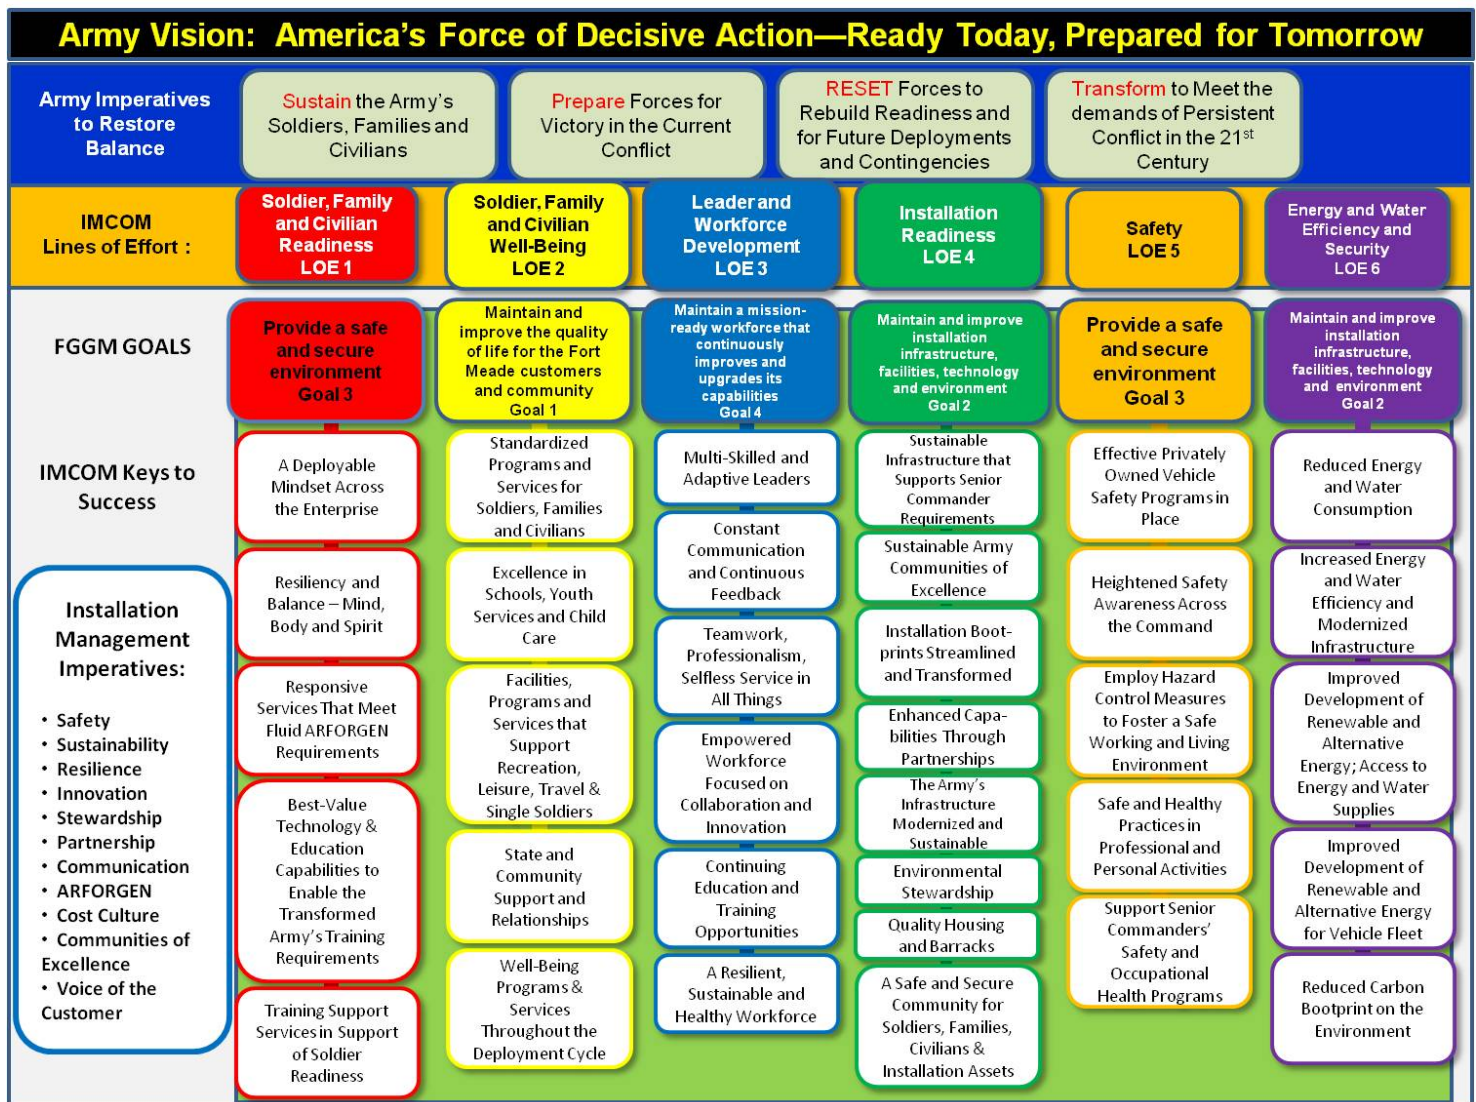 Army Vision:  America's Force of Decisive Action—Ready Today, Prepared for Tomorrow
Army Imperatives
to Restore
Balance
Sustain the Army's
Soldiers, Families and
Civilians
Prepare Forces for
Victory in the Current
Conflict
RESET Forces to
Rebuild Readiness and
for Future Deployments
and Contingencies
Transform to Meet the
demands of Persistent
Conflict in the 21st
Century
IMCOM
Lines of Effort :
Soldier, Family
and Civilian
Readiness
LOE 1
Soldier, Family
and Civilian
Well-Being
LOE 2
Leader and
Workforce
Development
LOE 3
Installation
Readiness
LOE 4
Safety
LOE 5
Energy and Water
Efficiency and
Security
LOE 6
FGGM GOALS
Provide a safe
and secure
environment
Goal 3
Maintain and
improve the quality
of life for the Fort
Meade customers
and community
Goal 1
Maintain a mission-
ready workforce that
continuously
improves and
upgrades its
capabilities
Goal 4
Maintain and improve
installation
infrastructure,
facilities, technology
and environment
Goal 2
Provide a safe
and secure
environment
Goal 3
Maintain and improve
installation
infrastructure,
facilities, technology
and environment
Goal 2
IMCOM Keys to
Success
Installation
Management
Imperatives:
• Safety
• Sustainability
• Resilience
• Innovation
• Stewardship
• Partnership
• Communication
• ARFORGEN
• Cost Culture
• Communities of
Excellence
• Voice of the
Customer
A Deployable
Mindset Across
the Enterprise
Resiliency and
Balance – Mind,
Body and Spirit
Responsive
Services That Meet
Fluid ARFORGEN
Requirements
Best-Value
Technology &
Education
Capabilities to
Enable the
Transformed
Army's Training
Requirements
Training Support
Services in Support
of Soldier
Readiness
Standardized
Programs and
Services for
Soldiers, Families
and Civilians
Excellence in
Schools, Youth
Services and Child
Care
Facilities,
Programs and
Services that
Support
Recreation,
Leisure, Travel &
Single Soldiers
State and
Community
Support and
Relationships
Well-Being
Programs &
Services
Throughout the
Deployment Cycle
Multi-Skilled and
Adaptive Leaders
Constant
Communication
and Continuous
Feedback
Teamwork,
Professionalism,
Selfless Service in
All Things
Empowered
Workforce
Focused on
Collaboration and
Innovation
Continuing
Education and
Training
Opportunities
A Resilient,
Sustainable and
Healthy Workforce
Sustainable
Infrastructure that
Supports Senior
Commander
Requirements
Sustainable Army
Communities of
Excellence
Installation Boot-
prints Streamlined
and Transformed
Enhanced Capa-
bilities Through
Partnerships
The Army's
Infrastructure
Modernized and
Sustainable
Environmental
Stewardship
Quality Housing
and Barracks
A Safe and Secure
Community for
Soldiers, Families,
Civilians &
Installation Assets
Effective Privately
Owned Vehicle
Safety Programs in
Place
Heightened Safety
Awareness Across
the Command
Employ Hazard
Control Measures
to Foster a Safe
Working and Living
Environment
Safe and Healthy
Practices in
Professional and
Personal Activities
Support Senior
Commanders'
Safety and
Occupational
Health Programs
Reduced Energy
and Water
Consumption
Increased Energy
and Water
Efficiency and
Modernized
Infrastructure
Improved
Development of
Renewable and
Alternative
Energy; Access to
Energy and Water
Supplies
Improved
Development of
Renewable and
Alternative Energy
for Vehicle Fleet
Reduced Carbon
Bootprint on the
Environment